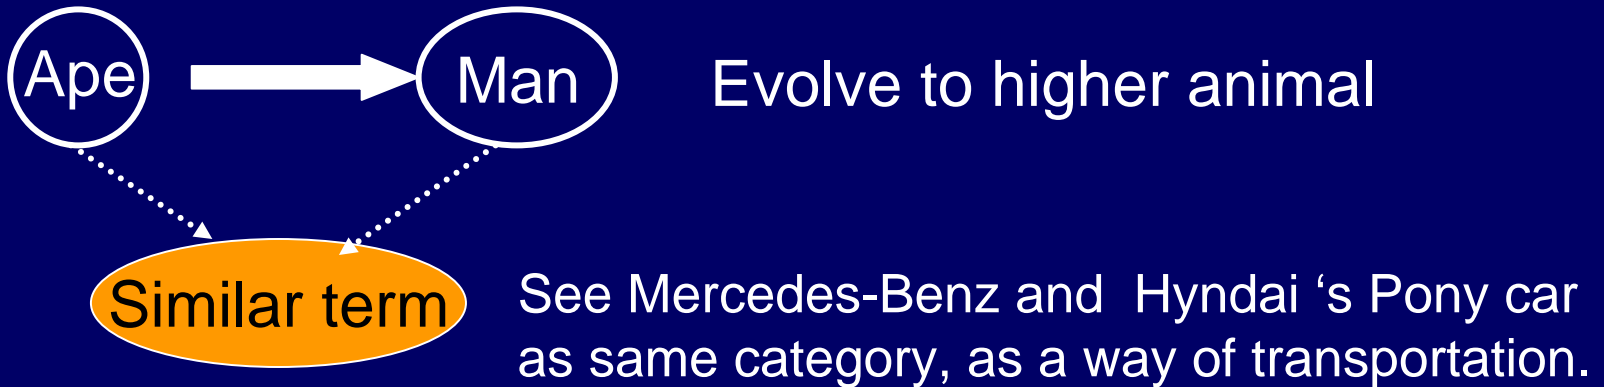 Ape
Man
Evolve to higher animal
Similar term
See Mercedes-Benz and Hyndai ‘s Pony car
as same category, as a way of transportation.